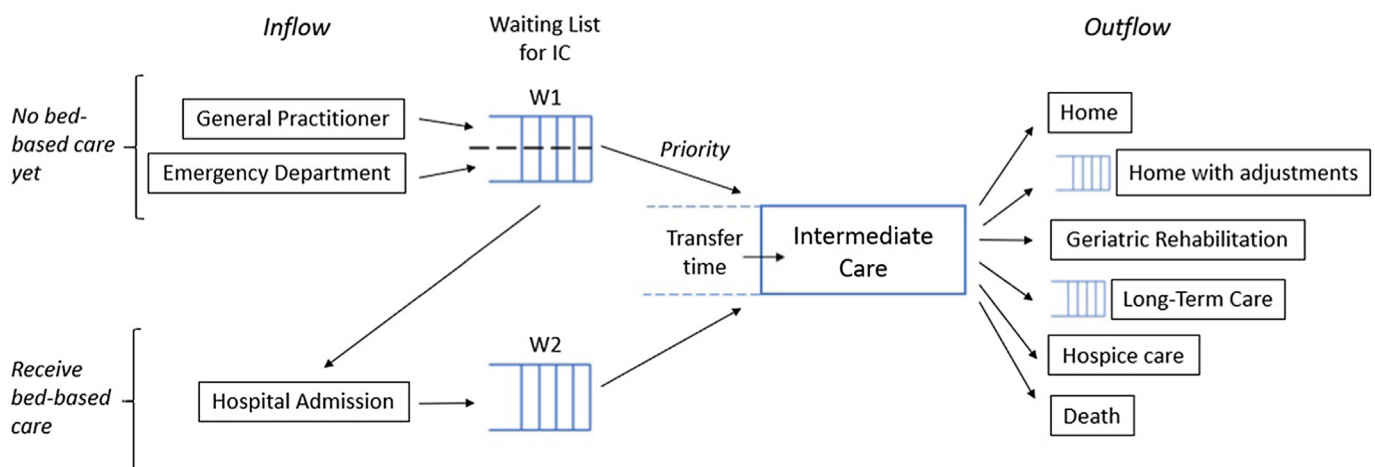 Inflow
Waiting List
for IC
Outflow
No bed-
based care
yet
General Practitioner
Emergency Department
W1
Priority
Transfer
time
Intermediate
Care
Home
Home with adjustments
Geriatric Rehabilitation
Long-Term Care
Hospice care
Death
Receive
bed-based
care
Hospital Admission
W2